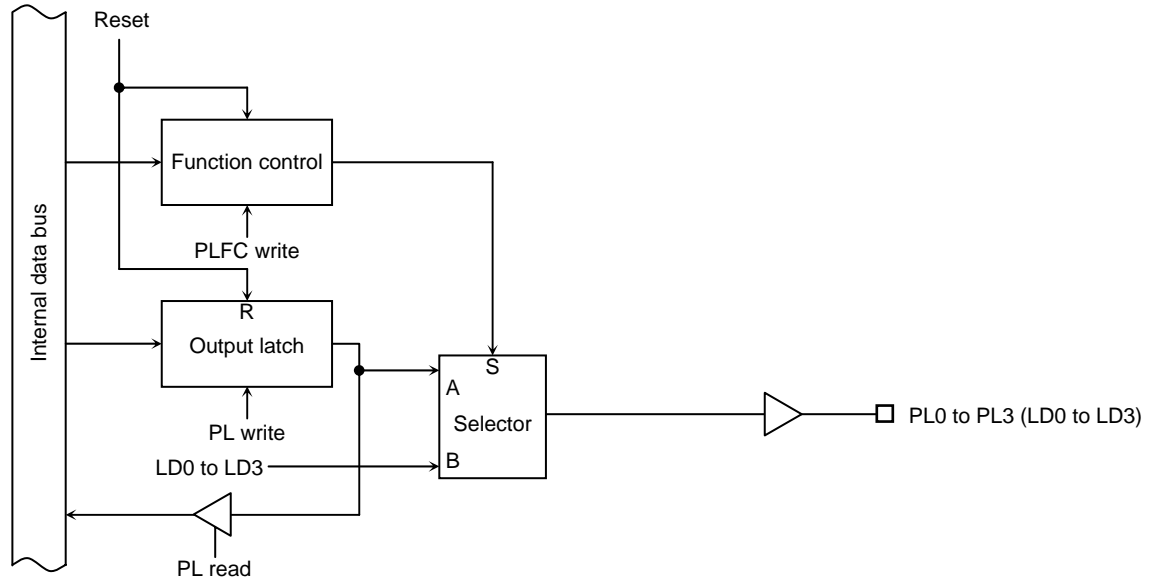 Reset
Internal data bus
Function control
PLFC write
R
Output latch
PL write
S
A
Selector
B
LD0 to LD3
PL0 to PL3 (LD0 to LD3)
PL read